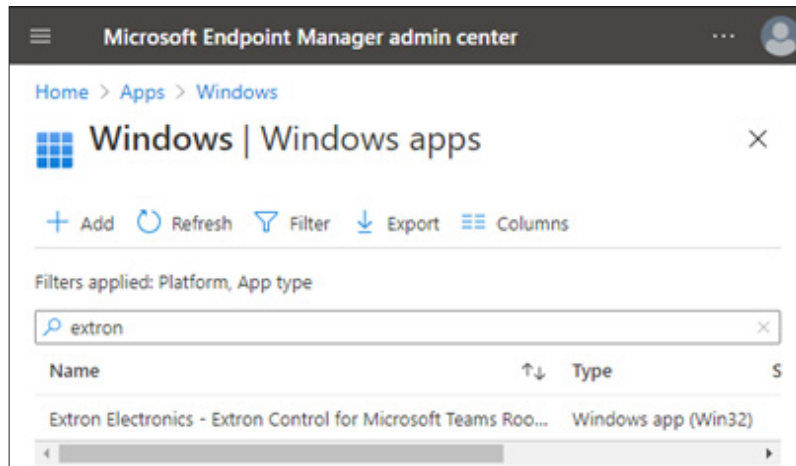 Microsoft Endpoint Manager admin center ...
Home > Apps > Windows
Windows | Windows apps
Add Refresh Filter Export Columns
Filters applied: Platform, App type
extron
Name Type S
Extron Electronics - Extron Control for Microsoft Teams Roo... Windows app (Win32)